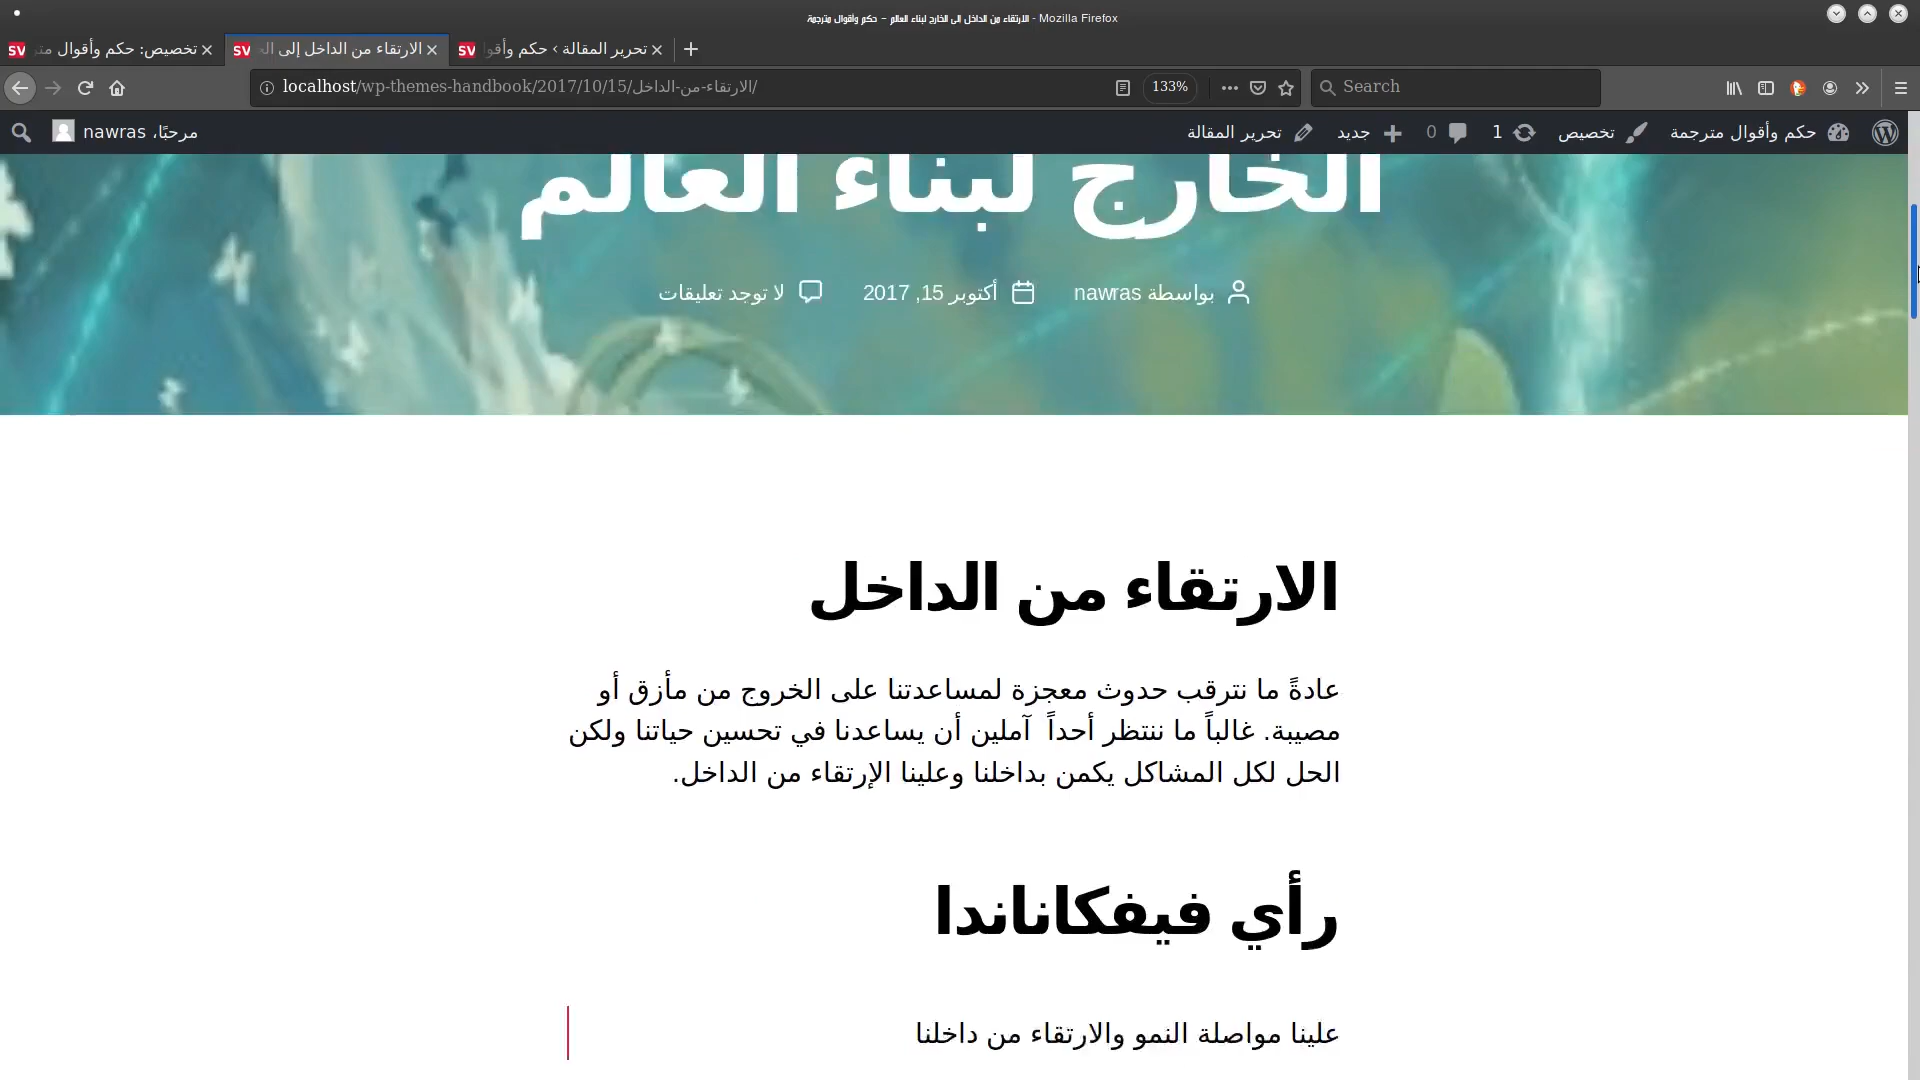 الارتقاء من الداخل إلى الخارج لبناء العالم – حكم وأقوال مترجمة - Mozilla Firefox
تخصيص: حكم وأقوال
الارتقاء من الداخل إلى
تحرير المقالة ‹ حكم
localhost/wp-themes-handbook/2017/10/15/الارتقاء-من-الداخل/
133%
Search
حكم وأقوال مترجمة
تخصيص
1
0
جديد
تحرير المقالة
مرحبًا، nawras
الخارج لبناء العالم
بواسطة nawras
أكتوبر 15, 2017
لا توجد تعليقات
الارتقاء من الداخل
عادةً ما نترقب حدوث معجزة لمساعدتنا على الخروج من مأزق أو
مصيبة. غالباً ما ننتظر أحداً  آملين أن يساعدنا في تحسين حياتنا ولكن
الحل لكل المشاكل يكمن بداخلنا وعلينا الإرتقاء من الداخل.
رأي فيفكاناندا
علينا مواصلة النمو والارتقاء من داخلنا